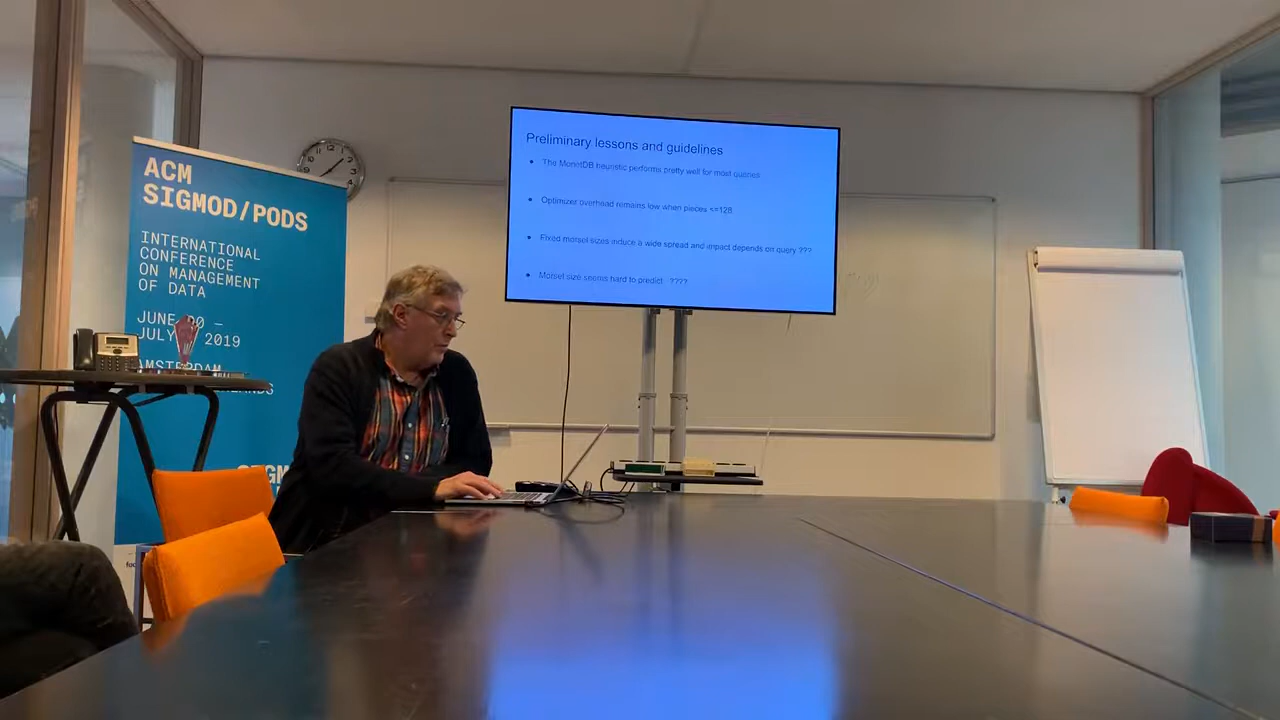 ACM
SIGMOD/PODS
INTERNATIONAL
CONFERENCE
ON MANAGEMENT
OF DATA
JUNE
JULY 2019
AMSTERDAM
Preliminary lessons and guidelines
The MonetDB heuristic performs pretty well for most queries
Optimizer overhead remains low when pieces <=128
Fixed morsel sizes induce a wide spread and impact depends on query ???
Morsel size seems hard to predict ????